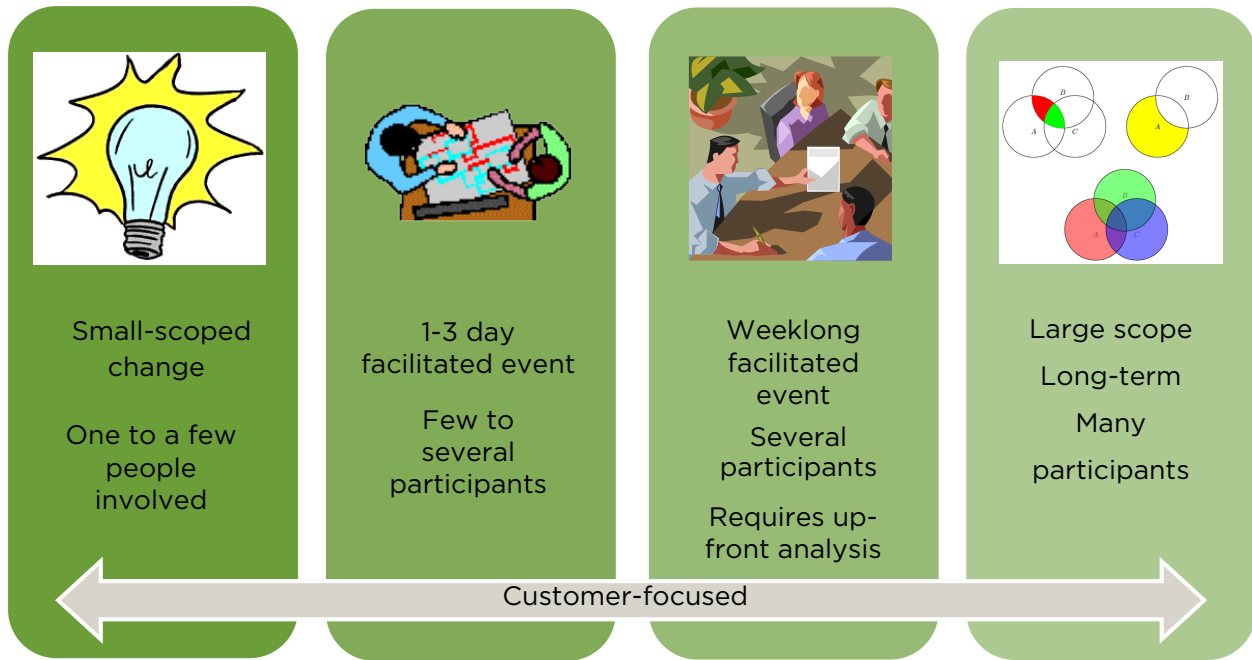 Small-scoped
change
One to a few
people
involved
1-3 day
facilitated event
Few to
several
participants
Weeklong
facilitated
event
Several
participants
Requires up-
front analysis
B
A
C
B
A
B
A
C
Large scope
Long-term
Many
participants
Customer-focused